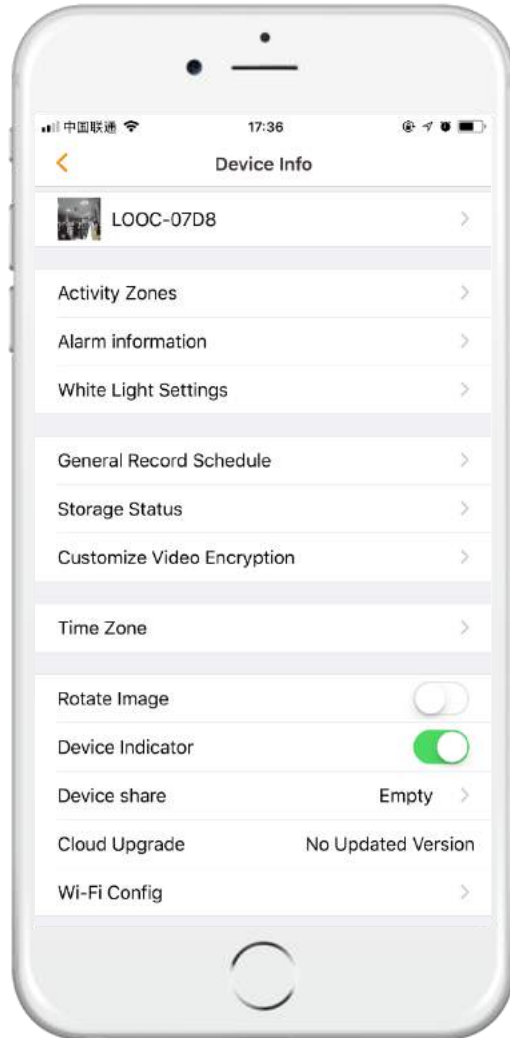 中国联通 17:36
Device Info
LOOC-07D8
Activity Zones
Alarm information
White Light Settings
General Record Schedule
Storage Status
Customize Video Encryption
Time Zone
Rotate Image
Device Indicator
Device share Empty
Cloud Upgrade No Updated Version
Wi-Fi Config